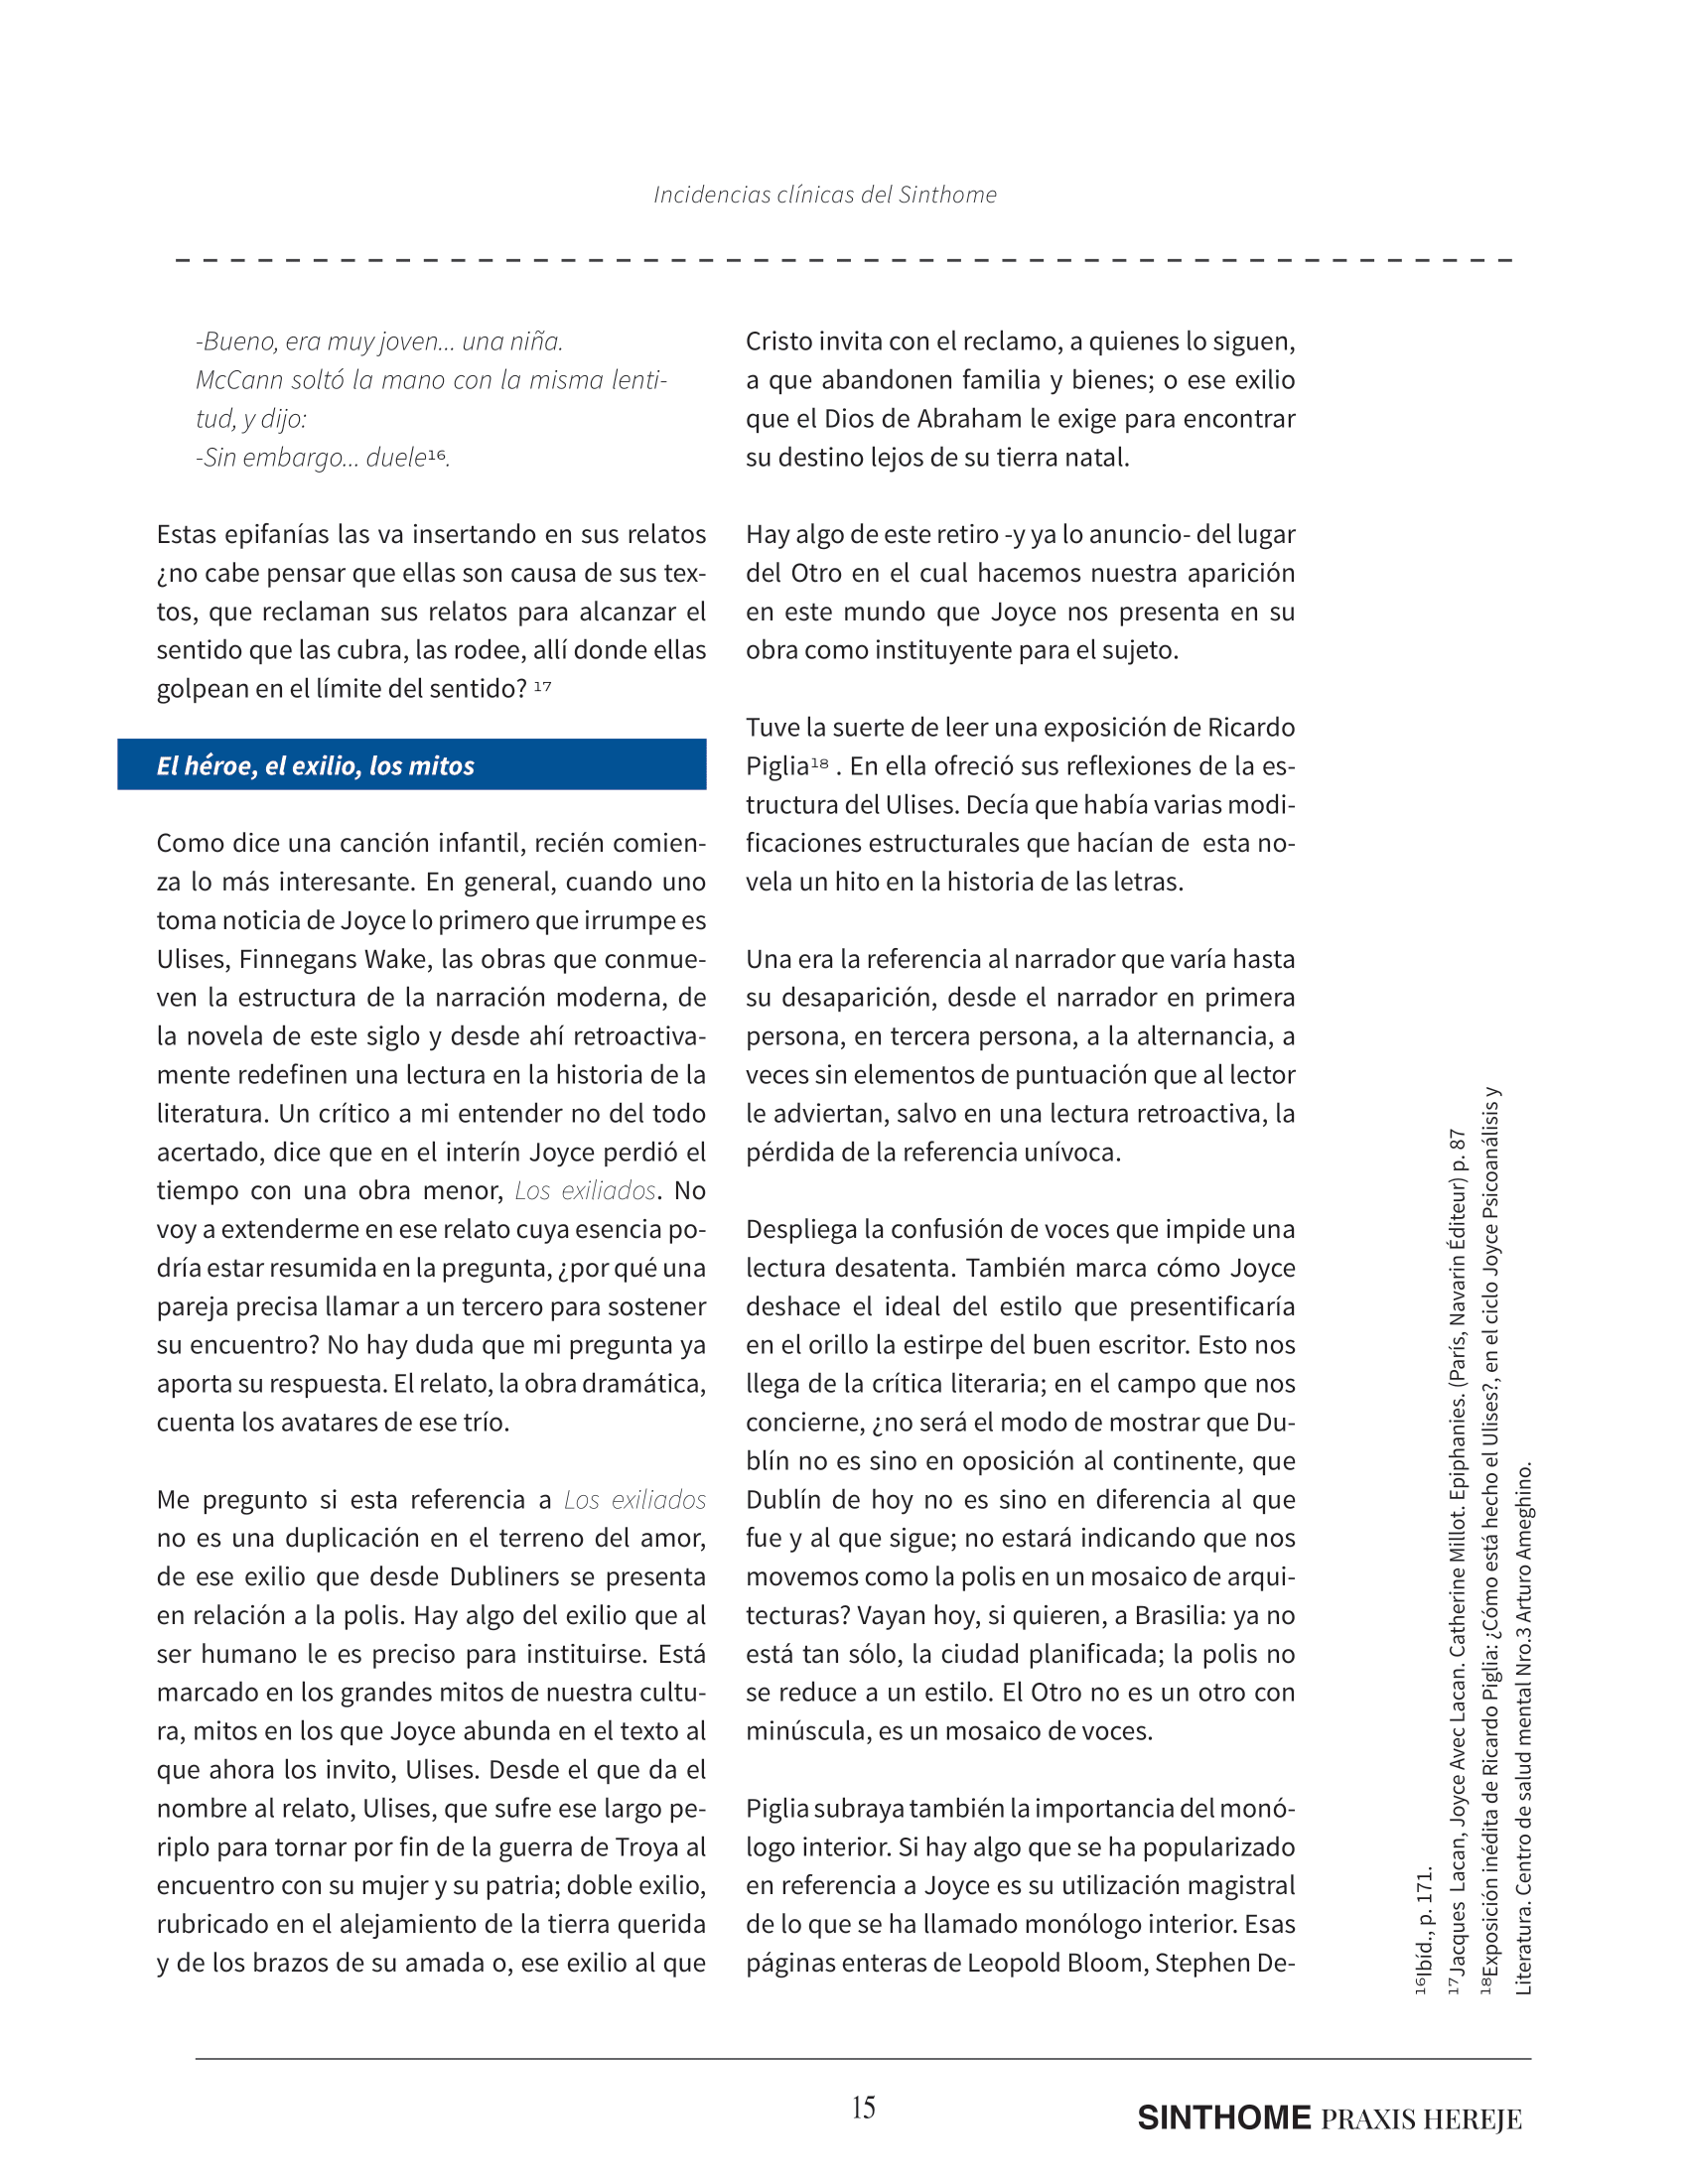 Incidencias clínicas del Sinthome
-Bueno, era muy joven... una niña.
McCann soltó la mano con la misma lenti-
tud, y dijo:
-Sin embargo... duele¹⁶.
Estas epifanías las va insertando en sus relatos
¿no cabe pensar que ellas son causa de sus tex-
tos, que reclaman sus relatos para alcanzar el
sentido que las cubra, las rodee, allí donde ellas
golpean en el límite del sentido? ¹⁷
El héroe, el exilio, los mitos
Como dice una canción infantil, recién comien-
za lo más interesante. En general, cuando uno
toma noticia de Joyce lo primero que irrumpe es
Ulises, Finnegans Wake, las obras que conmue-
ven la estructura de la narración moderna, de
la novela de este siglo y desde ahí retroactiva-
mente redefinen una lectura en la historia de la
literatura. Un crítico a mi entender no del todo
acertado, dice que en el interín Joyce perdió el
tiempo con una obra menor, Los exiliados. No
voy a extenderme en ese relato cuya esencia po-
dría estar resumida en la pregunta, ¿por qué una
pareja precisa llamar a un tercero para sostener
su encuentro? No hay duda que mi pregunta ya
aporta su respuesta. El relato, la obra dramática,
cuenta los avatares de ese trío.
Me pregunto si esta referencia a Los exiliados
no es una duplicación en el terreno del amor,
de ese exilio que desde Dubliners se presenta
en relación a la polis. Hay algo del exilio que al
ser humano le es preciso para instituirse. Está
marcado en los grandes mitos de nuestra cultu-
ra, mitos en los que Joyce abunda en el texto al
que ahora los invito, Ulises. Desde el que da el
nombre al relato, Ulises, que sufre ese largo pe-
riplo para tornar por fin de la guerra de Troya al
encuentro con su mujer y su patria; doble exilio,
rubricado en el alejamiento de la tierra querida
y de los brazos de su amada o, ese exilio al que
Cristo invita con el reclamo, a quienes lo siguen,
a que abandonen familia y bienes; o ese exilio
que el Dios de Abraham le exige para encontrar
su destino lejos de su tierra natal.
Hay algo de este retiro -y ya lo anuncio- del lugar
del Otro en el cual hacemos nuestra aparición
en este mundo que Joyce nos presenta en su
obra como instituyente para el sujeto.
Tuve la suerte de leer una exposición de Ricardo
Piglia¹⁸ . En ella ofreció sus reflexiones de la es-
tructura del Ulises. Decía que había varias modi-
ficaciones estructurales que hacían de  esta no-
vela un hito en la historia de las letras.
Una era la referencia al narrador que varía hasta
su desaparición, desde el narrador en primera
persona, en tercera persona, a la alternancia, a
veces sin elementos de puntuación que al lector
le adviertan, salvo en una lectura retroactiva, la
pérdida de la referencia unívoca.
Despliega la confusión de voces que impide una
lectura desatenta. También marca cómo Joyce
deshace el ideal del estilo que presentificaría
en el orillo la estirpe del buen escritor. Esto nos
llega de la crítica literaria; en el campo que nos
concierne, ¿no será el modo de mostrar que Du-
blín no es sino en oposición al continente, que
Dublín de hoy no es sino en diferencia al que
fue y al que sigue; no estará indicando que nos
movemos como la polis en un mosaico de arqui-
tecturas? Vayan hoy, si quieren, a Brasilia: ya no
está tan sólo, la ciudad planificada; la polis no
se reduce a un estilo. El Otro no es un otro con
minúscula, es un mosaico de voces.
Piglia subraya también la importancia del monó-
logo interior. Si hay algo que se ha popularizado
en referencia a Joyce es su utilización magistral
de lo que se ha llamado monólogo interior. Esas
páginas enteras de Leopold Bloom, Stephen De-
¹⁶Ibíd., p. 171.
¹⁷Jacques Lacan, Joyce Avec Lacan. Catherine Millot. Epiphanies. (París, Navarin Éditeur) p. 87
¹⁸Exposición inédita de Ricardo Piglia: ¿Cómo está hecho el Ulises?, en el ciclo Joyce Psicoanálisis y
Literatura. Centro de salud mental Nro.3 Arturo Ameghino.
15
SINTHOME PRAXIS HEREJE